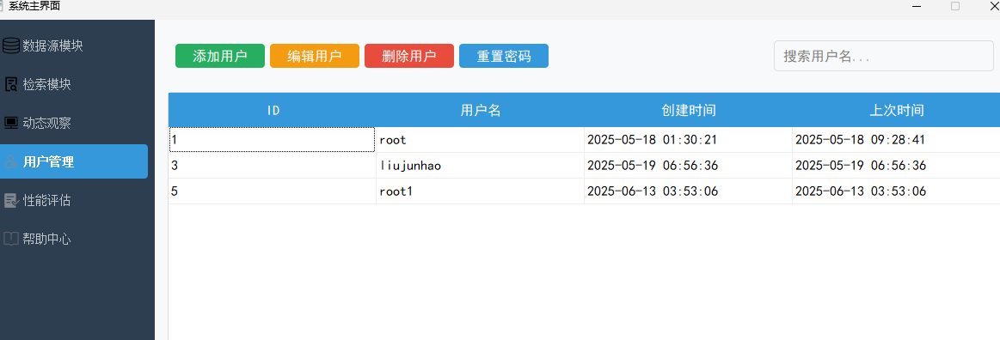 系统主界面
数据源模块
检索模块
动态观察
用户管理
性能评估
帮助中心
添加用户 编辑用户 删除用户 重置密码 搜索用户名...
ID 用户名 创建时间 上次时间
1 root 2025-05-18 01:30:21 2025-05-18 09:28:41
3 liujunhao 2025-05-19 06:56:36 2025-05-19 06:56:36
5 root1 2025-06-13 03:53:06 2025-06-13 03:53:06